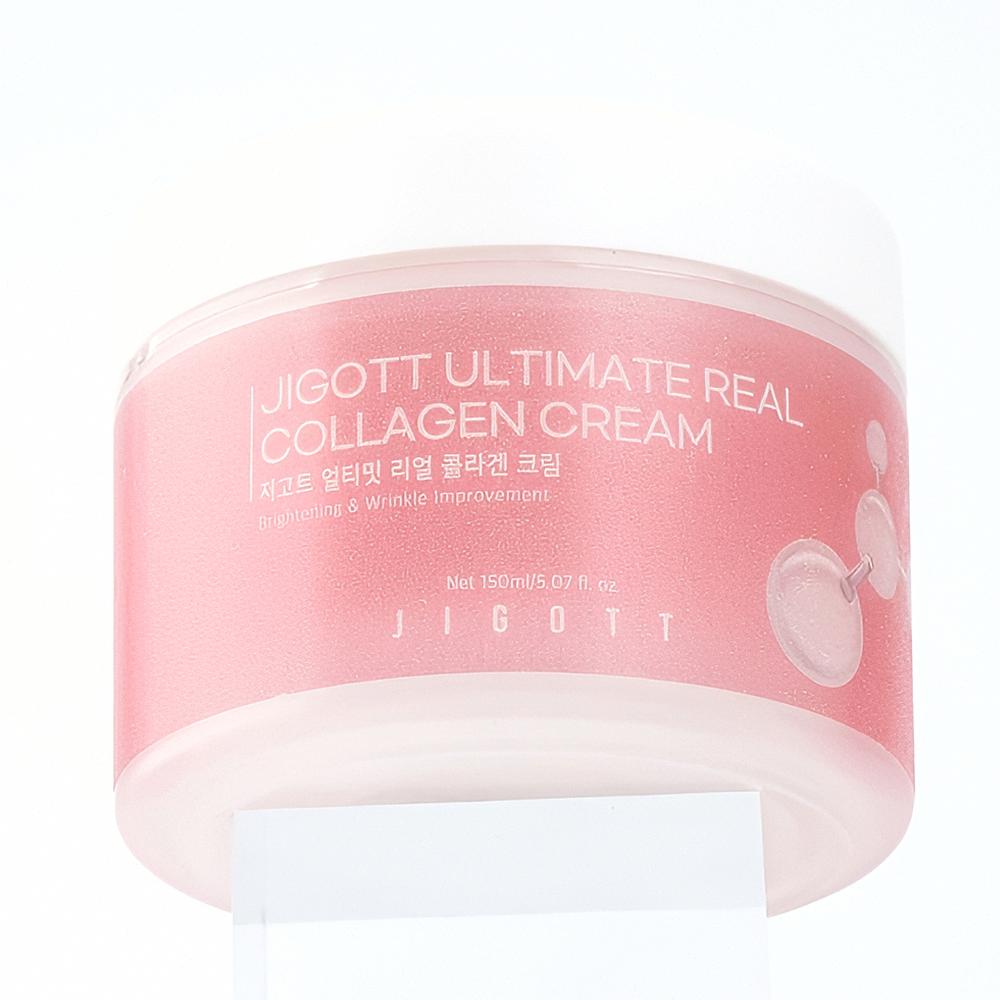 JIGOTT ULTIMATE REAL
COLLAGEN CREAM
지고트 얼티밋 리얼 콜라겐 크림
Brightening & Wrinkle Improvement
Net 150ml/5.07 fl. oz.
JIGOTT